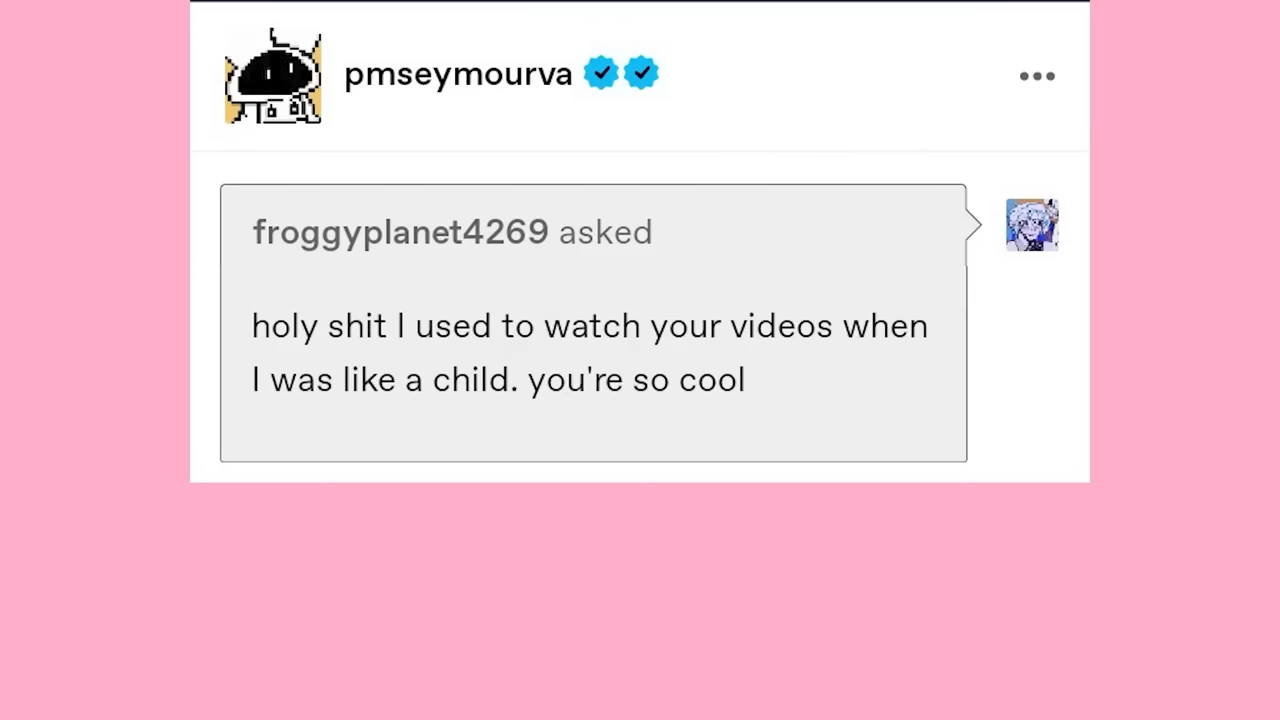 pmseymourva
froggyplanet4269 asked
holy shit I used to watch your videos when
I was like a child. you're so cool